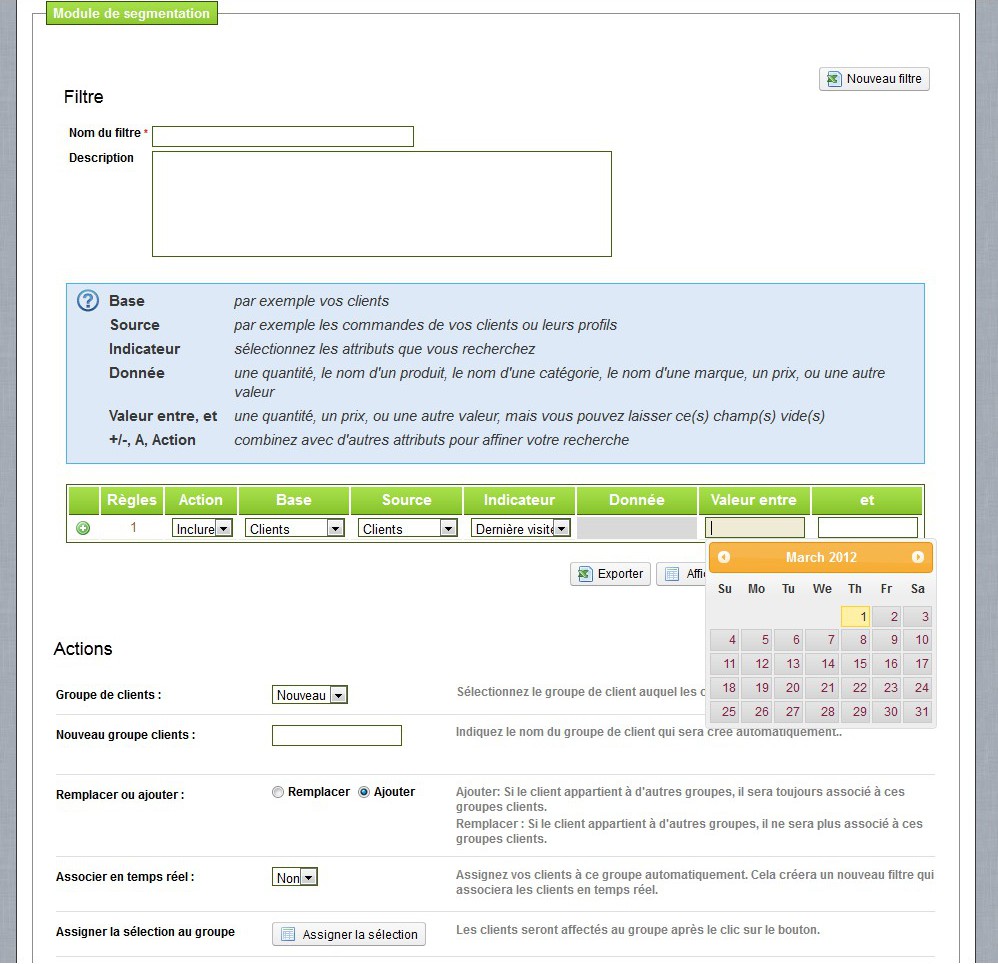 Module de segmentation
Nouveau filtre
Filtre
Nom du filtre *
Description
? Base par exemple vos clients
Source par exemple les commandes de vos clients ou leurs profils
Indicateur sélectionnez les attributs que vous recherchez
Donnée une quantité, le nom d'un produit, le nom d'une catégorie, le nom d'une marque, un prix, ou une autre
valeur
Valeur entre, et une quantité, un prix, ou une autre valeur, mais vous pouvez laisser ce(s) champ(s) vide(s)
+/-, A, Action combinez avec d'autres attributs pour affiner votre recherche
Règles Action Base Source Indicateur Donnée Valeur entre et
1 Inclure Clients Clients Dernière visite
Exporter Affi
March 2012
Su Mo Tu We Th Fr Sa
1 2 3
4 5 6 7 8 9 10
11 12 13 14 15 16 17
18 19 20 21 22 23 24
25 26 27 28 29 30 31
Actions
Groupe de clients : Nouveau Sélectionnez le groupe de client auquel les
Nouveau groupe clients : Indiquez le nom du groupe de client qui sera créé automatiquement..
Remplacer ou ajouter : Remplacer Ajouter Ajouter: Si le client appartient à d'autres groupes, il sera toujours associé à ces
groupes clients.
Remplacer : Si le client appartient à d'autres groupes, il ne sera plus associé à ces
groupes clients.
Associer en temps réel : Non Assignez vos clients à ce groupe automatiquement. Cela créera un nouveau filtre qui
associera les clients en temps réel.
Assigner la sélection au groupe Assigner la sélection Les clients seront affectés au groupe après le clic sur le bouton.